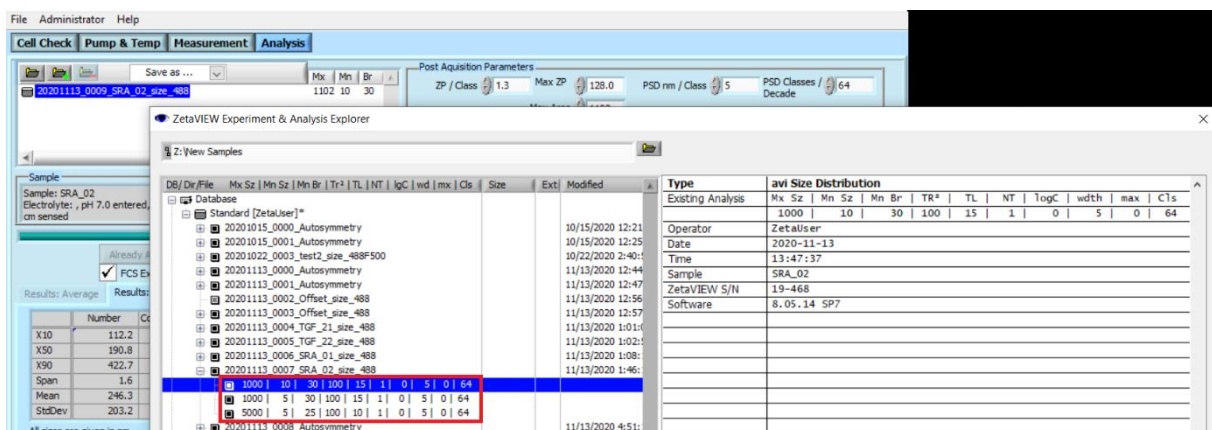 File Administrator Help
Cell Check Pump & Temp Measurement Analysis
Save as ...
Mx Mn Br
20201113_0009_SRA_02_size_488 1102 10 30
Post Aquisition Parameters
ZP / Class 1.3 Max ZP 128.0 PSD nm / Class 5 PSD Classes / Decade 64
ZetaVIEW Experiment & Analysis Explorer
Z:\New Samples
Sample
Sample: SRA_02
Electrolyte: , pH 7.0 entered,
cm sensed
Already
FCS Ex
Results: Average Results:
Number
X10 112.2
X50 190.8
X90 422.7
Span 1.6
Mean 246.3
StdDev 203.2
DB/Dir/File Mx Sz | Mn Sz | Mn Br | Tr² | TL | NT | lgC | wd | mx | Cls Size Ext Modified
Database
Standard [ZetaUser]*
20201015_0000_Autosymmetry 10/15/2020 12:21
20201015_0001_Autosymmetry 10/15/2020 12:25
20201022_0003_test2_size_488F500 10/22/2020 2:40:
20201113_0000_Autosymmetry 11/13/2020 12:44
20201113_0001_Autosymmetry 11/13/2020 12:47
20201113_0002_Offset_size_488 11/13/2020 12:56
20201113_0003_Offset_size_488 11/13/2020 12:57
20201113_0004_TGF_21_size_488 11/13/2020 1:01:
20201113_0005_TGF_22_size_488 11/13/2020 1:02:
20201113_0006_SRA_01_size_488 11/13/2020 1:08:
20201113_0007_SRA_02_size_488 11/13/2020 1:46:
1000 | 10 | 30 | 100 | 15 | 1 | 0 | 5 | 0 | 64
1000 | 5 | 30 | 100 | 15 | 1 | 0 | 5 | 0 | 64
5000 | 5 | 25 | 100 | 10 | 1 | 0 | 5 | 0 | 64
20201113_0008_Autosymmetry 11/13/2020 4:51:
Type avi Size Distribution
Existing Analysis Mx Sz | Mn Sz | Mn Br | TR² | TL | NT | logC | wdth | max | Cls
1000 | 10 | 30 | 100 | 15 | 1 | 0 | 5 | 0 | 64
Operator ZetaUser
Date 2020-11-13
Time 13:47:37
Sample SRA_02
ZetaVIEW S/N 19-468
Software 8.05.14 SP7